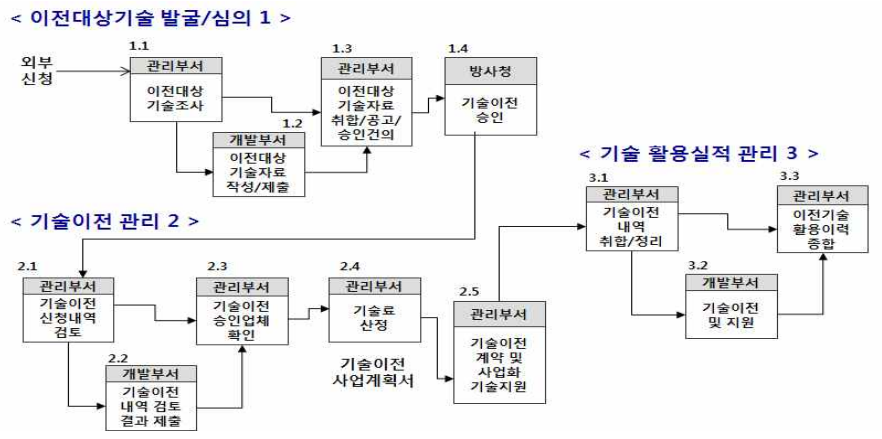 < 이전대상기술 발굴/심의 1 >
외부
신청
1.1
관리부서
이전대상
기술조사
1.2
개발부서
이전대상
기술자료
작성/제출
1.3
관리부서
이전대상
기술자료
취합/공고/
승인건의
1.4
방사청
기술이전
승인
< 기술이전 관리 2 >
2.1
관리부서
기술이전
신청내역
검토
2.2
개발부서
기술이전
내역 검토
결과 제출
2.3
관리부서
기술이전
승인업체
확인
2.4
관리부서
기술료
산정
기술이전
사업계획서
2.5
관리부서
기술이전
계약 및
사업화
기술지원
< 기술 활용실적 관리 3 >
3.1
관리부서
기술이전
내역
취합/정리
3.2
개발부서
기술이전
및 지원
3.3
관리부서
이전기술
활용이력
종합